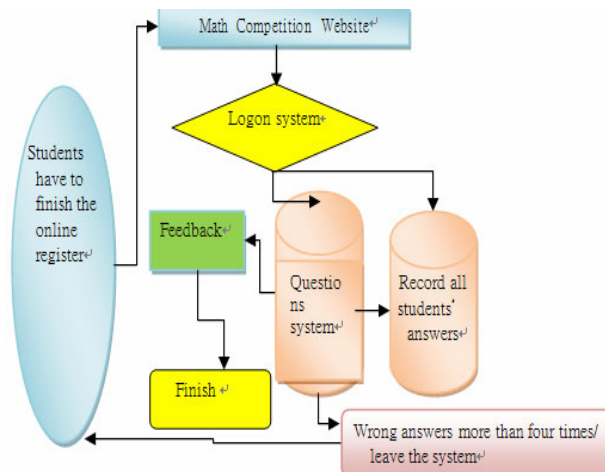 Math Competition Website
Logon system
Students
have to
finish the
online
register
Feedback
Questio
ns
system
Record all
students'
answers
Finish
Wrong answers more than four times/
leave the system